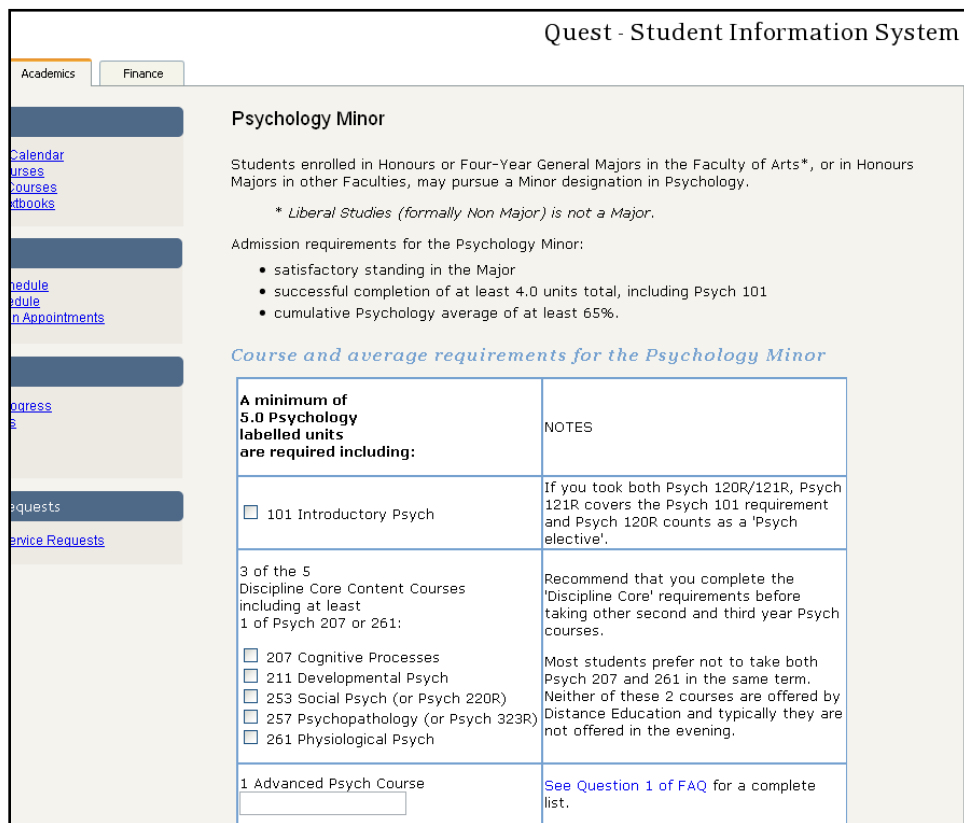 Quest - Student Information System
Academics
Finance
Calendar
urses
Courses
xtbooks
hedule
edule
n Appointments
ogress
s
equests
ervice Requests
Psychology Minor
Students enrolled in Honours or Four-Year General Majors in the Faculty of Arts*, or in Honours
Majors in other Faculties, may pursue a Minor designation in Psychology.
* Liberal Studies (formally Non Major) is not a Major.
Admission requirements for the Psychology Minor:
• satisfactory standing in the Major
• successful completion of at least 4.0 units total, including Psych 101
• cumulative Psychology average of at least 65%.
Course and average requirements for the Psychology Minor
A minimum of
5.0 Psychology
labelled units
are required including:
NOTES
101 Introductory Psych
If you took both Psych 120R/121R, Psych
121R covers the Psych 101 requirement
and Psych 120R counts as a 'Psych
elective'.
3 of the 5
Discipline Core Content Courses
including at least
1 of Psych 207 or 261:
207 Cognitive Processes
211 Developmental Psych
253 Social Psych (or Psych 220R)
257 Psychopathology (or Psych 323R)
261 Physiological Psych
Recommend that you complete the
'Discipline Core' requirements before
taking other second and third year Psych
courses.
Most students prefer not to take both
Psych 207 and 261 in the same term.
Neither of these 2 courses are offered by
Distance Education and typically they are
not offered in the evening.
1 Advanced Psych Course
See Question 1 of FAQ for a complete
list.